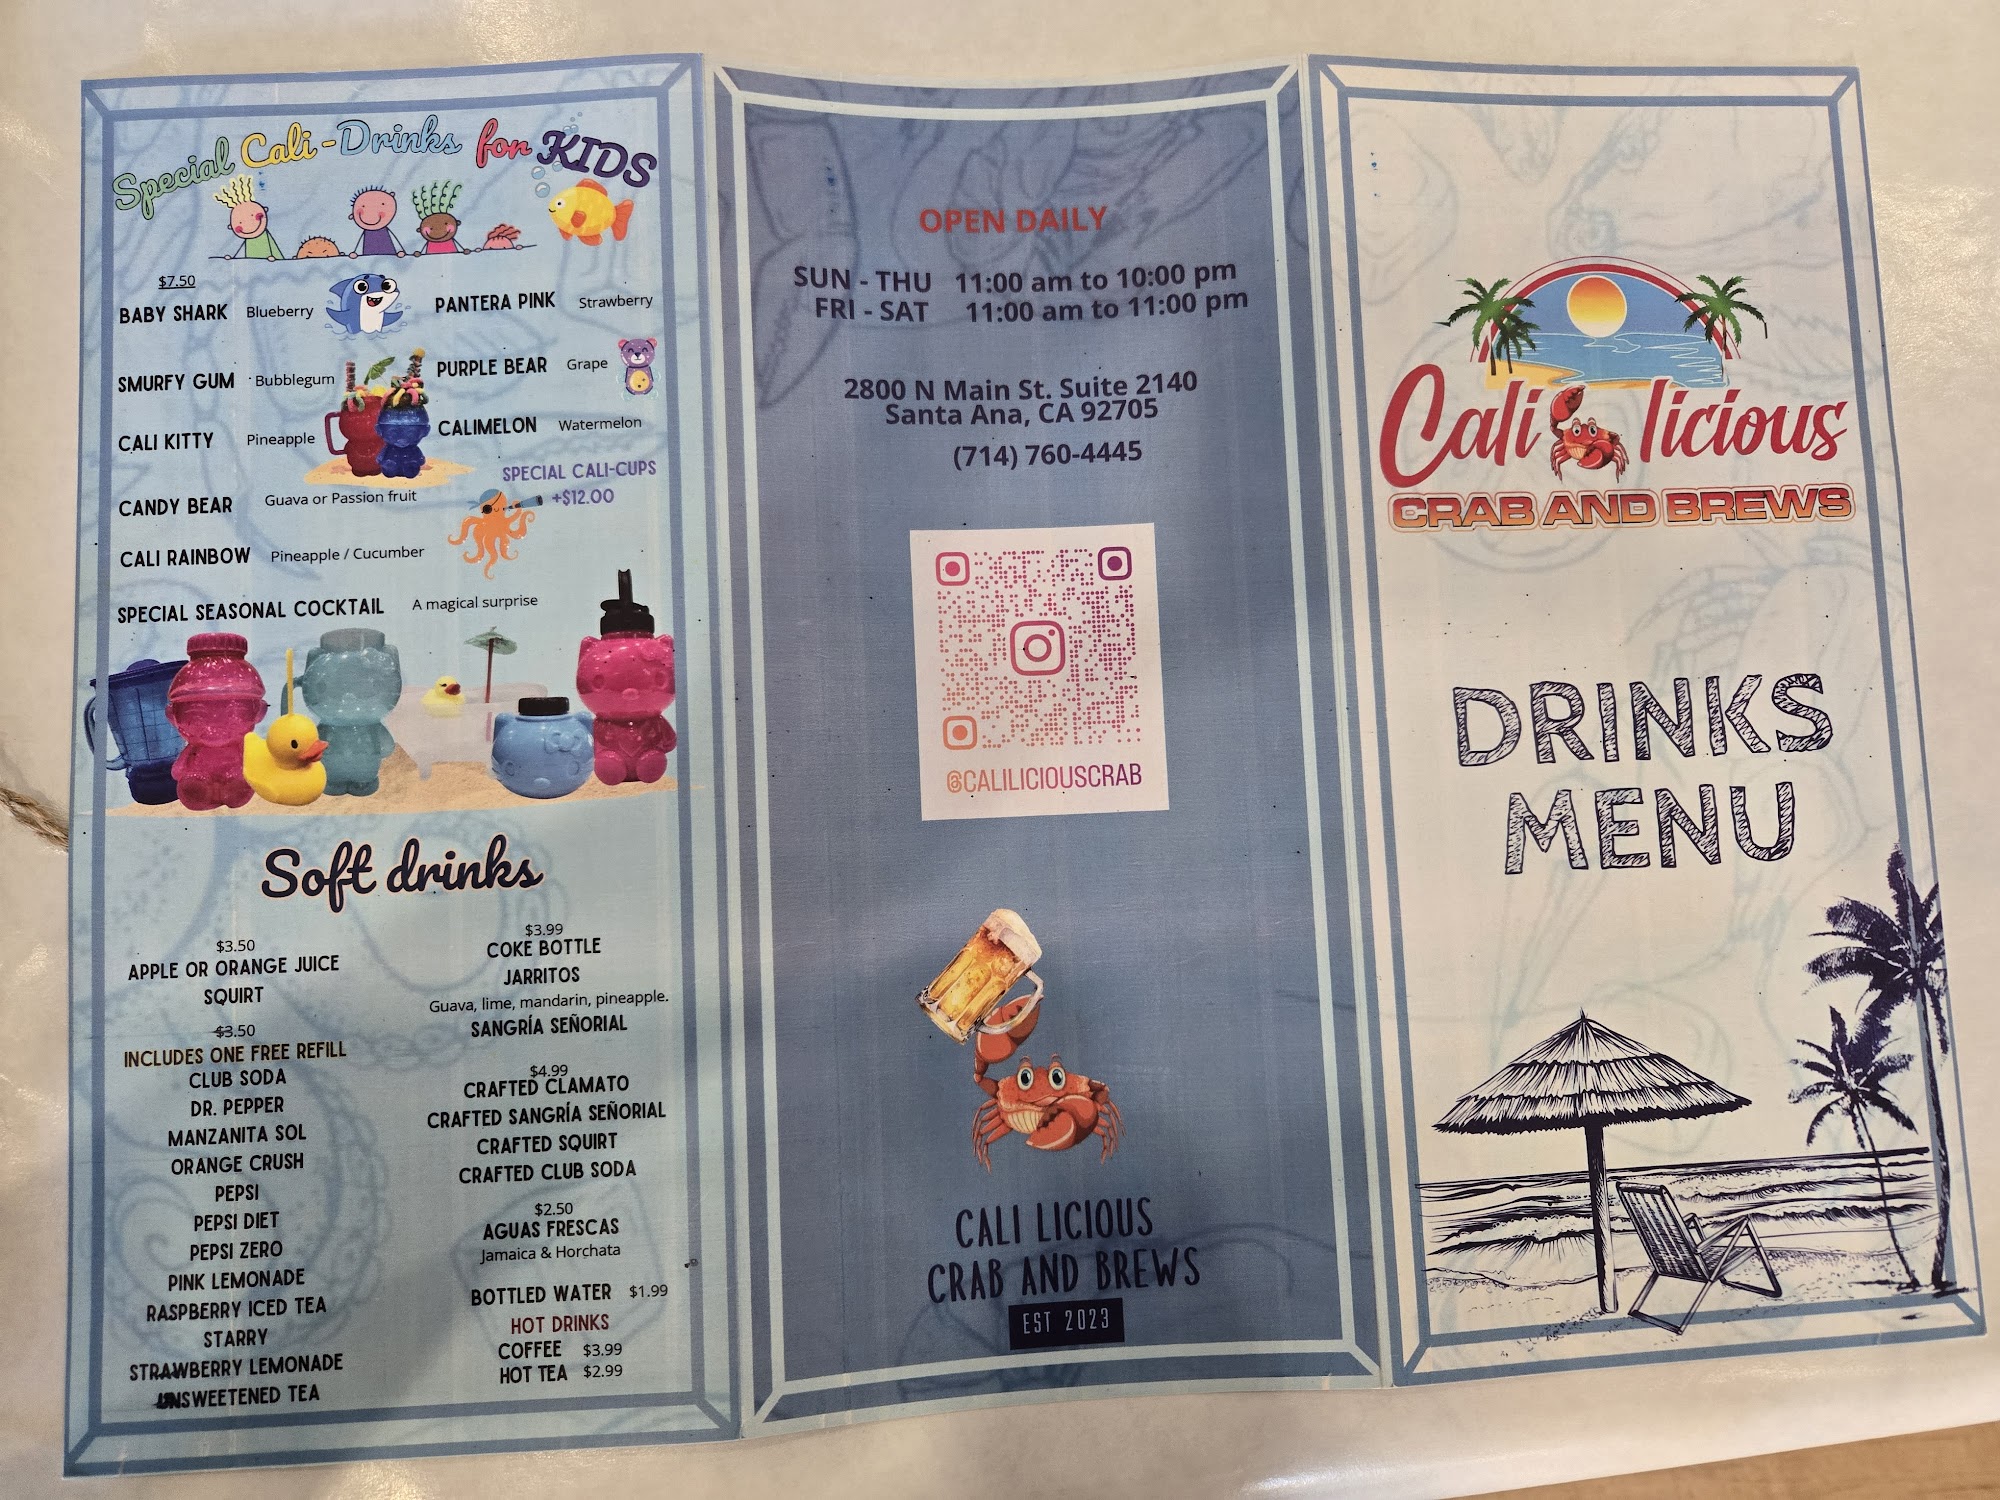 Special Cali - Drinks for KIDS
$7.50
BABY SHARK Blueberry
PANTERA PINK Strawberry
SMURFY GUM Bubblegum
PURPLE BEAR Grape
CALI KITTY Pineapple
CALIMELON Watermelon
SPECIAL CALI-CUPS
+$12.00
CANDY BEAR Guava or Passion fruit
CALI RAINBOW Pineapple / Cucumber
SPECIAL SEASONAL COCKTAIL A magical surprise
Soft drinks
$3.50
APPLE OR ORANGE JUICE
SQUIRT
$3.50
INCLUDES ONE FREE REFILL
CLUB SODA
DR. PEPPER
MANZANITA SOL
ORANGE CRUSH
PEPSI
PEPSI DIET
PEPSI ZERO
PINK LEMONADE
RASPBERRY ICED TEA
STARRY
STRAWBERRY LEMONADE
UNSWEETENED TEA
$3.99
COKE BOTTLE
JARRITOS
Guava, lime, mandarin, pineapple.
SANGRÍA SEÑORIAL
$4.99
CRAFTED CLAMATO
CRAFTED SANGRÍA SEÑORIAL
CRAFTED SQUIRT
CRAFTED CLUB SODA
$2.50
AGUAS FRESCAS
Jamaica & Horchata
BOTTLED WATER $1.99
HOT DRINKS
COFFEE $3.99
HOT TEA $2.99
OPEN DAILY
SUN - THU 11:00 am to 10:00 pm
FRI - SAT 11:00 am to 11:00 pm
2800 N Main St. Suite 2140
Santa Ana, CA 92705
(714) 760-4445
@CALILICIOUSCRAB
CALI LICIOUS
CRAB AND BREWS
EST 2023
Cali licious
CRAB AND BREWS
DRINKS
MENU